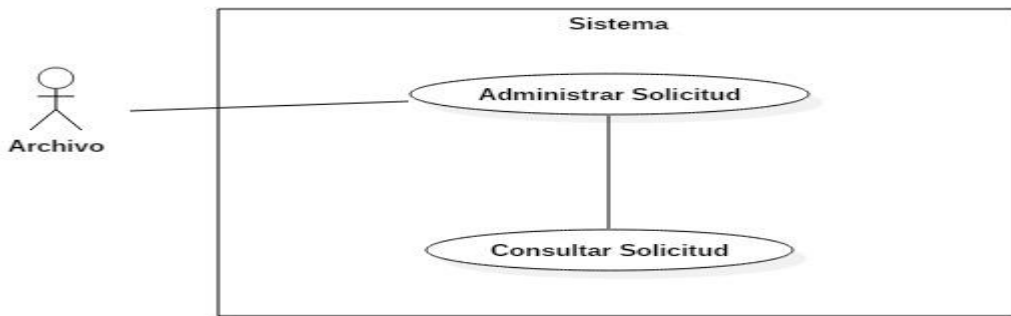 Sistema
Administrar Solicitud
Archivo
Consultar Solicitud